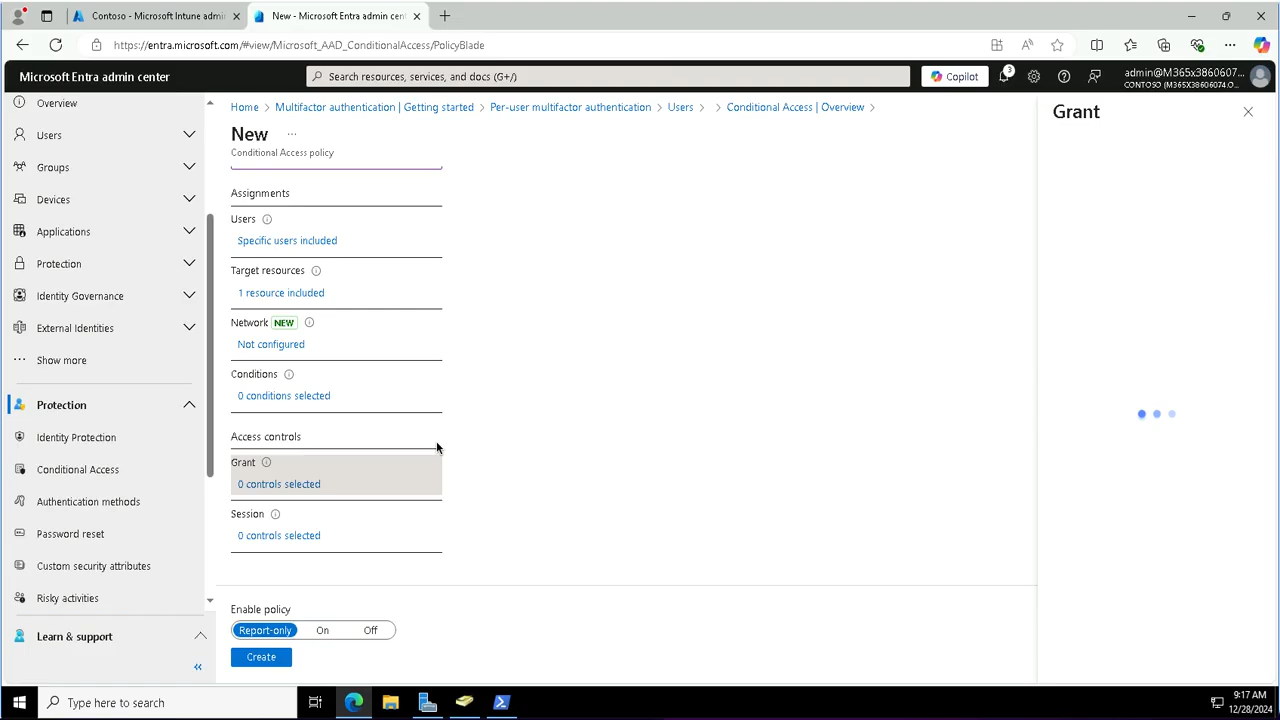 Contoso - Microsoft Intune admin
New - Microsoft Entra admin cent
https://entra.microsoft.com/#view/Microsoft_AAD_ConditionalAccess/PolicyBlade
Microsoft Entra admin center
Search resources, services, and docs (G+/)
Copilot
3
admin@M365x3860607...
CONTOSO (M365X38606074.O...
Overview
Users
Groups
Devices
Applications
Protection
Identity Governance
External Identities
Show more
Protection
Identity Protection
Conditional Access
Authentication methods
Password reset
Custom security attributes
Risky activities
Learn & support
«
Home > Multifactor authentication | Getting started > Per-user multifactor authentication > Users > > Conditional Access | Overview >
New ...
Conditional Access policy
Assignments
Users
Specific users included
Target resources
1 resource included
Network NEW
Not configured
Conditions
0 conditions selected
Access controls
Grant
0 controls selected
Session
0 controls selected
Enable policy
Report-only On Off
Create
Grant
Type here to search
9:17 AM
12/28/2024